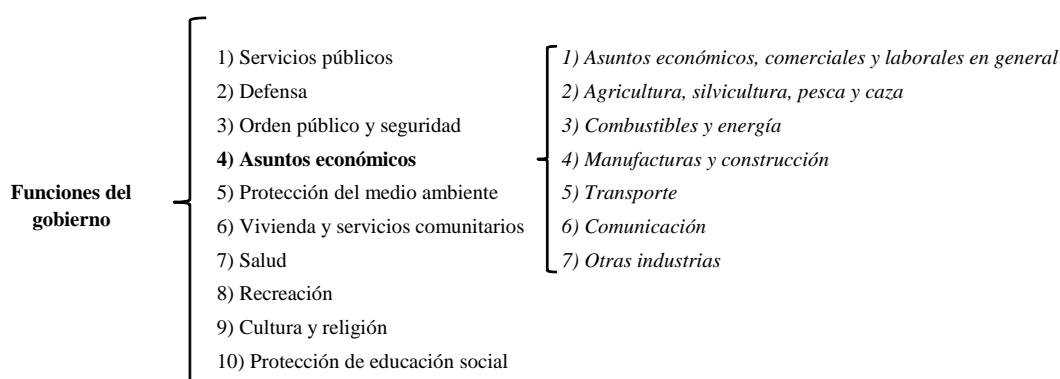 Funciones del
gobierno
1) Servicios públicos
2) Defensa
3) Orden público y seguridad
4) Asuntos económicos
5) Protección del medio ambiente
6) Vivienda y servicios comunitarios
7) Salud
8) Recreación
9) Cultura y religión
10) Protección de educación social
1) Asuntos económicos, comerciales y laborales en general
2) Agricultura, silvicultura, pesca y caza
3) Combustibles y energía
4) Manufacturas y construcción
5) Transporte
6) Comunicación
7) Otras industrias